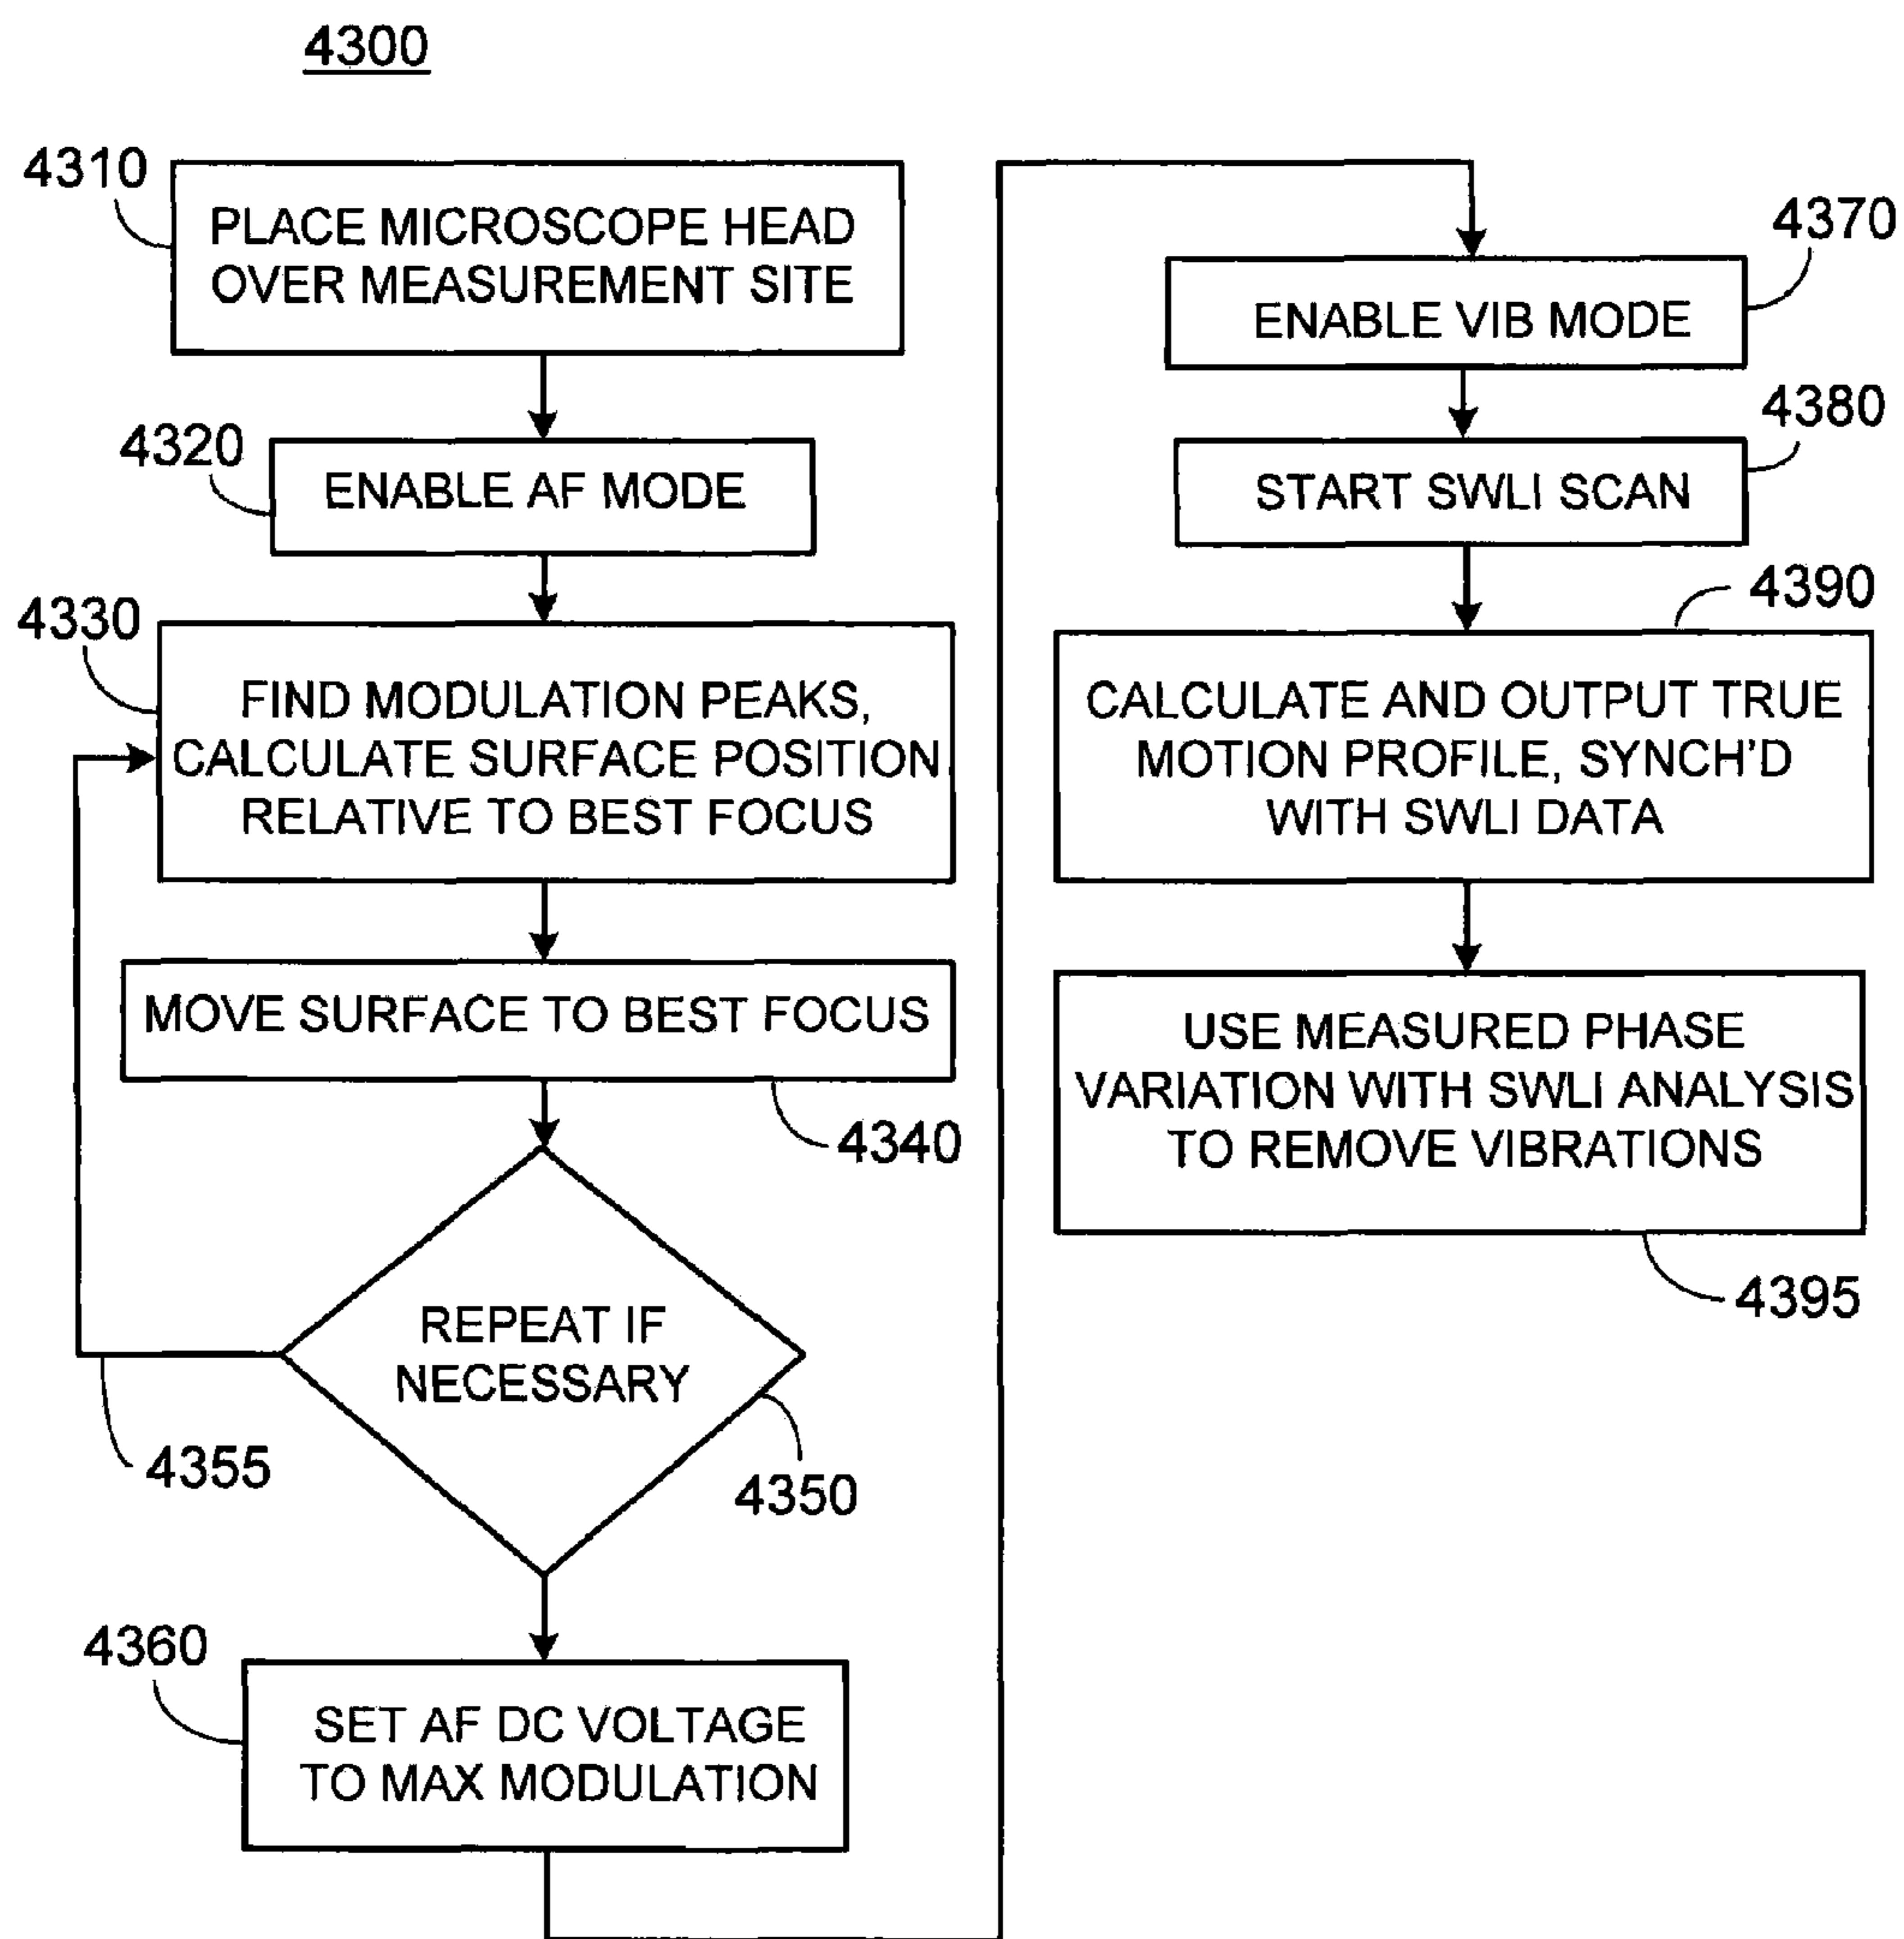 4300
4310
PLACE MICROSCOPE HEAD
OVER MEASUREMENT SITE
4320
ENABLE AF MODE
4330
FIND MODULATION PEAKS,
CALCULATE SURFACE POSITION
RELATIVE TO BEST FOCUS
MOVE SURFACE TO BEST FOCUS
4340
REPEAT IF
NECESSARY
4355
4350
4360
SET AF DC VOLTAGE
TO MAX MODULATION
4370
ENABLE VIB MODE
4380
START SWLI SCAN
4390
CALCULATE AND OUTPUT TRUE
MOTION PROFILE, SYNCH'D
WITH SWLI DATA
USE MEASURED PHASE
VARIATION WITH SWLI ANALYSIS
TO REMOVE VIBRATIONS
4395